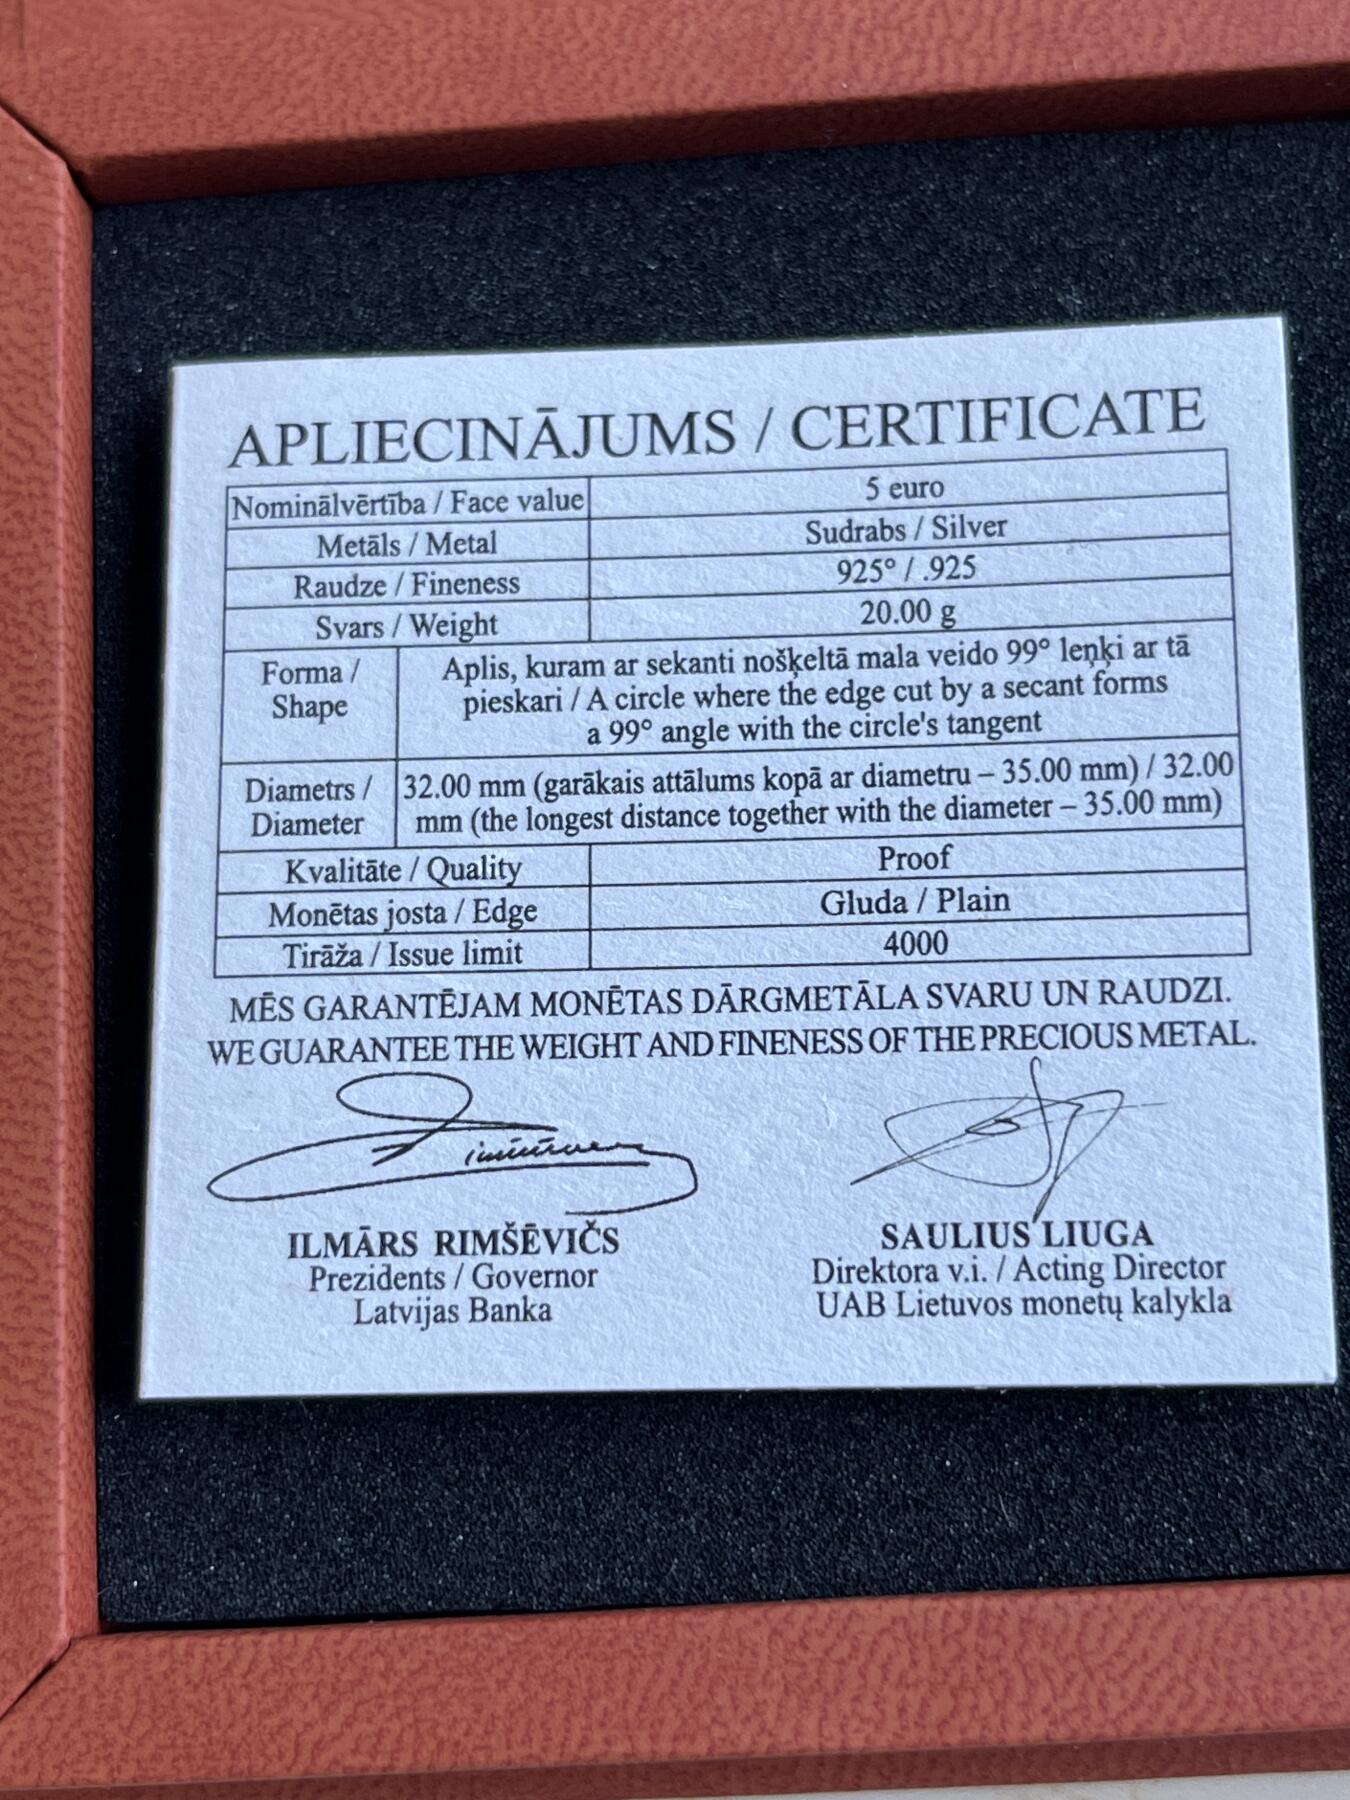 APLIECINĀJUMS / CERTIFICATE
Nominālvērtība / Face value 5 euro
Metāls / Metal Sudrabs / Silver
Raudze / Fineness 925° / .925
Svars / Weight 20.00 g
Forma / Shape Aplis, kuram ar sekanti nošķeltā mala veido 99° leņķi ar tā
pieskari / A circle where the edge cut by a secant forms
a 99° angle with the circle's tangent
Diametrs / Diameter 32.00 mm (garākais attālums kopā ar diametru – 35.00 mm) / 32.00
mm (the longest distance together with the diameter – 35.00 mm)
Kvalitāte / Quality Proof
Monētas josta / Edge Gluda / Plain
Tirāža / Issue limit 4000
MĒS GARANTĒJAM MONĒTAS DĀRGMETĀLA SVARU UN RAUDZI.
WE GUARANTEE THE WEIGHT AND FINENESS OF THE PRECIOUS METAL.
ILMĀRS RIMŠĒVIČS
Prezidents / Governor
Latvijas Banka
SAULIUS LIUGA
Direktora v.i. / Acting Director
UAB Lietuvos monetų kalykla